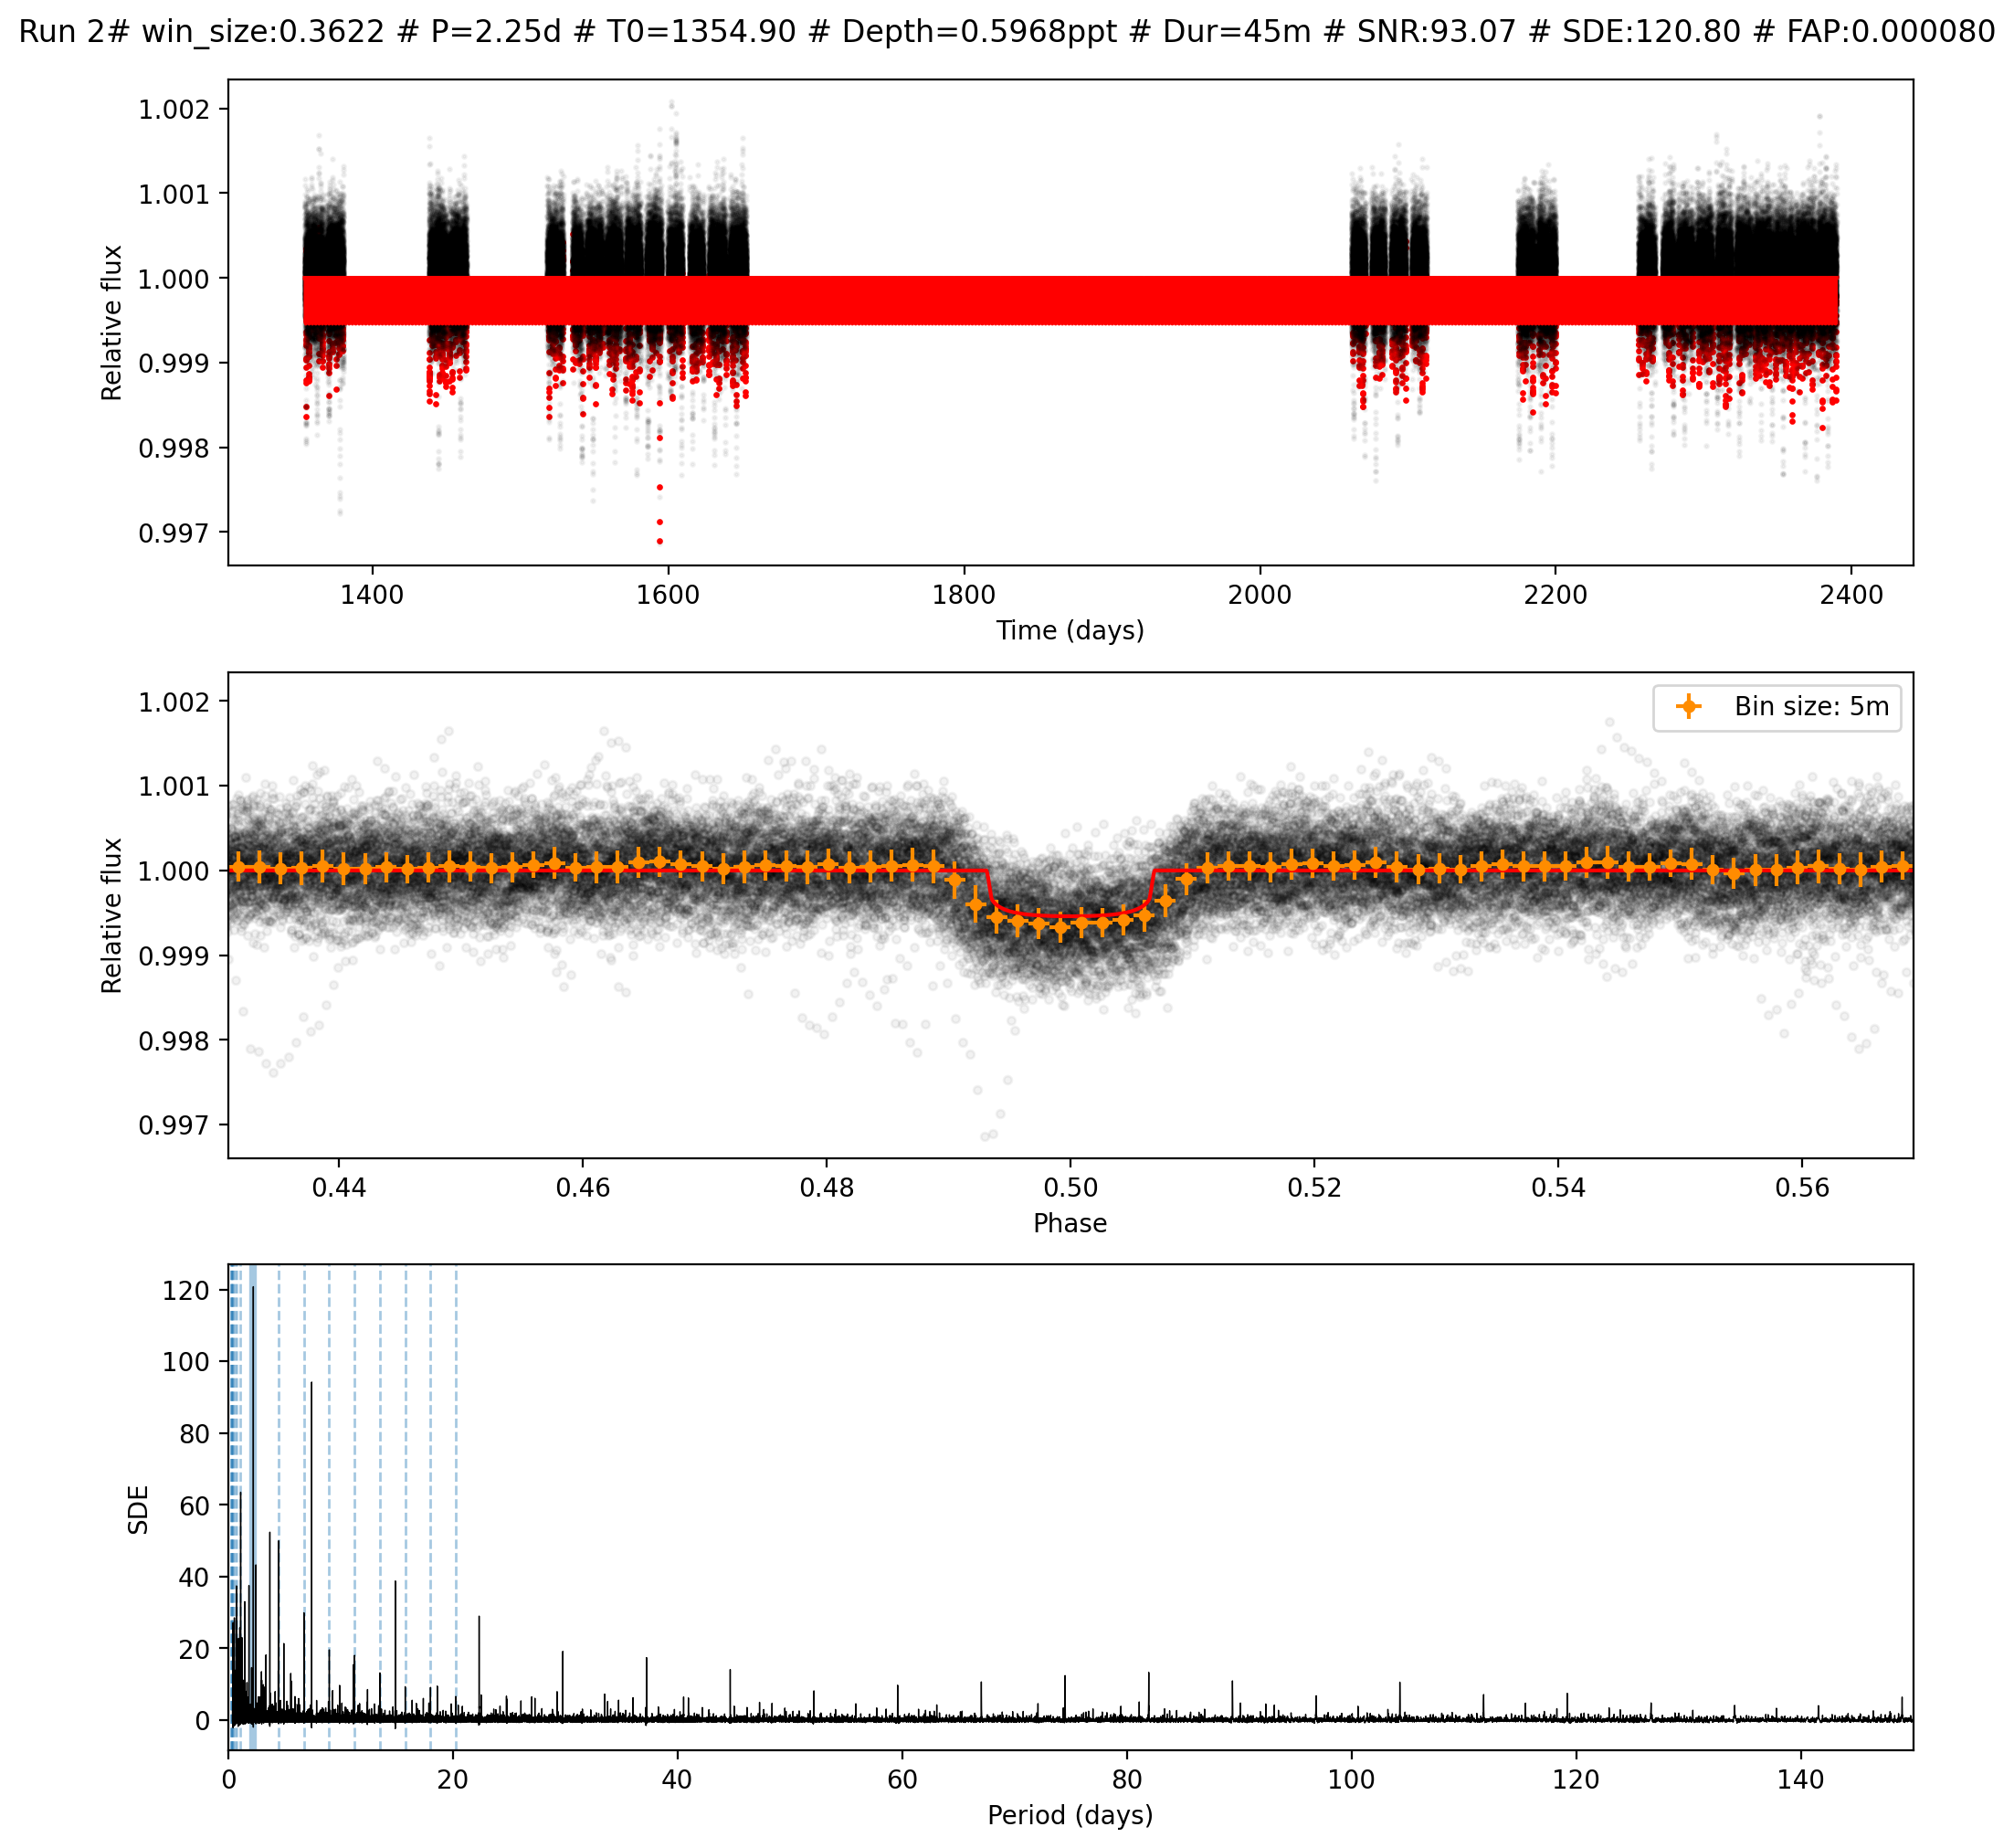 Run 2# win_size:0.3622 # P=2.25d # T0=1354.90 # Depth=0.5968ppt # Dur=45m # SNR:93.07 # SDE:120.80 # FAP:0.000080
1.002
1.001
1.000
0.999
0.998
0.997
Relative flux
1400 1600 1800 2000 2200 2400
Time (days)
Bin size: 5m
1.002
1.001
1.000
0.999
0.998
0.997
Relative flux
0.44 0.46 0.48 0.50 0.52 0.54 0.56
Phase
120
100
80
60
40
20
0
SDE
0 20 40 60 80 100 120 140
Period (days)